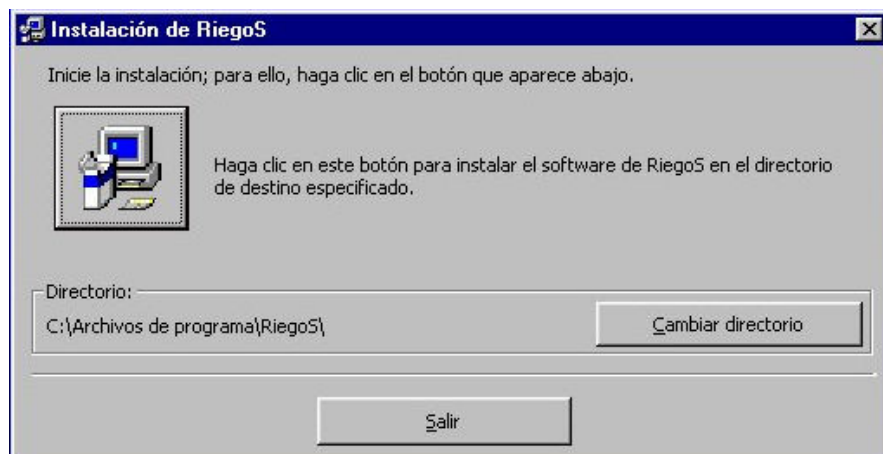 Instalación de RiegoS
Inicie la instalación; para ello, haga clic en el botón que aparece abajo.
Haga clic en este botón para instalar el software de RiegoS en el directorio
de destino especificado.
Directorio:
C:\Archivos de programa\RiegoS\
Cambiar directorio
Salir